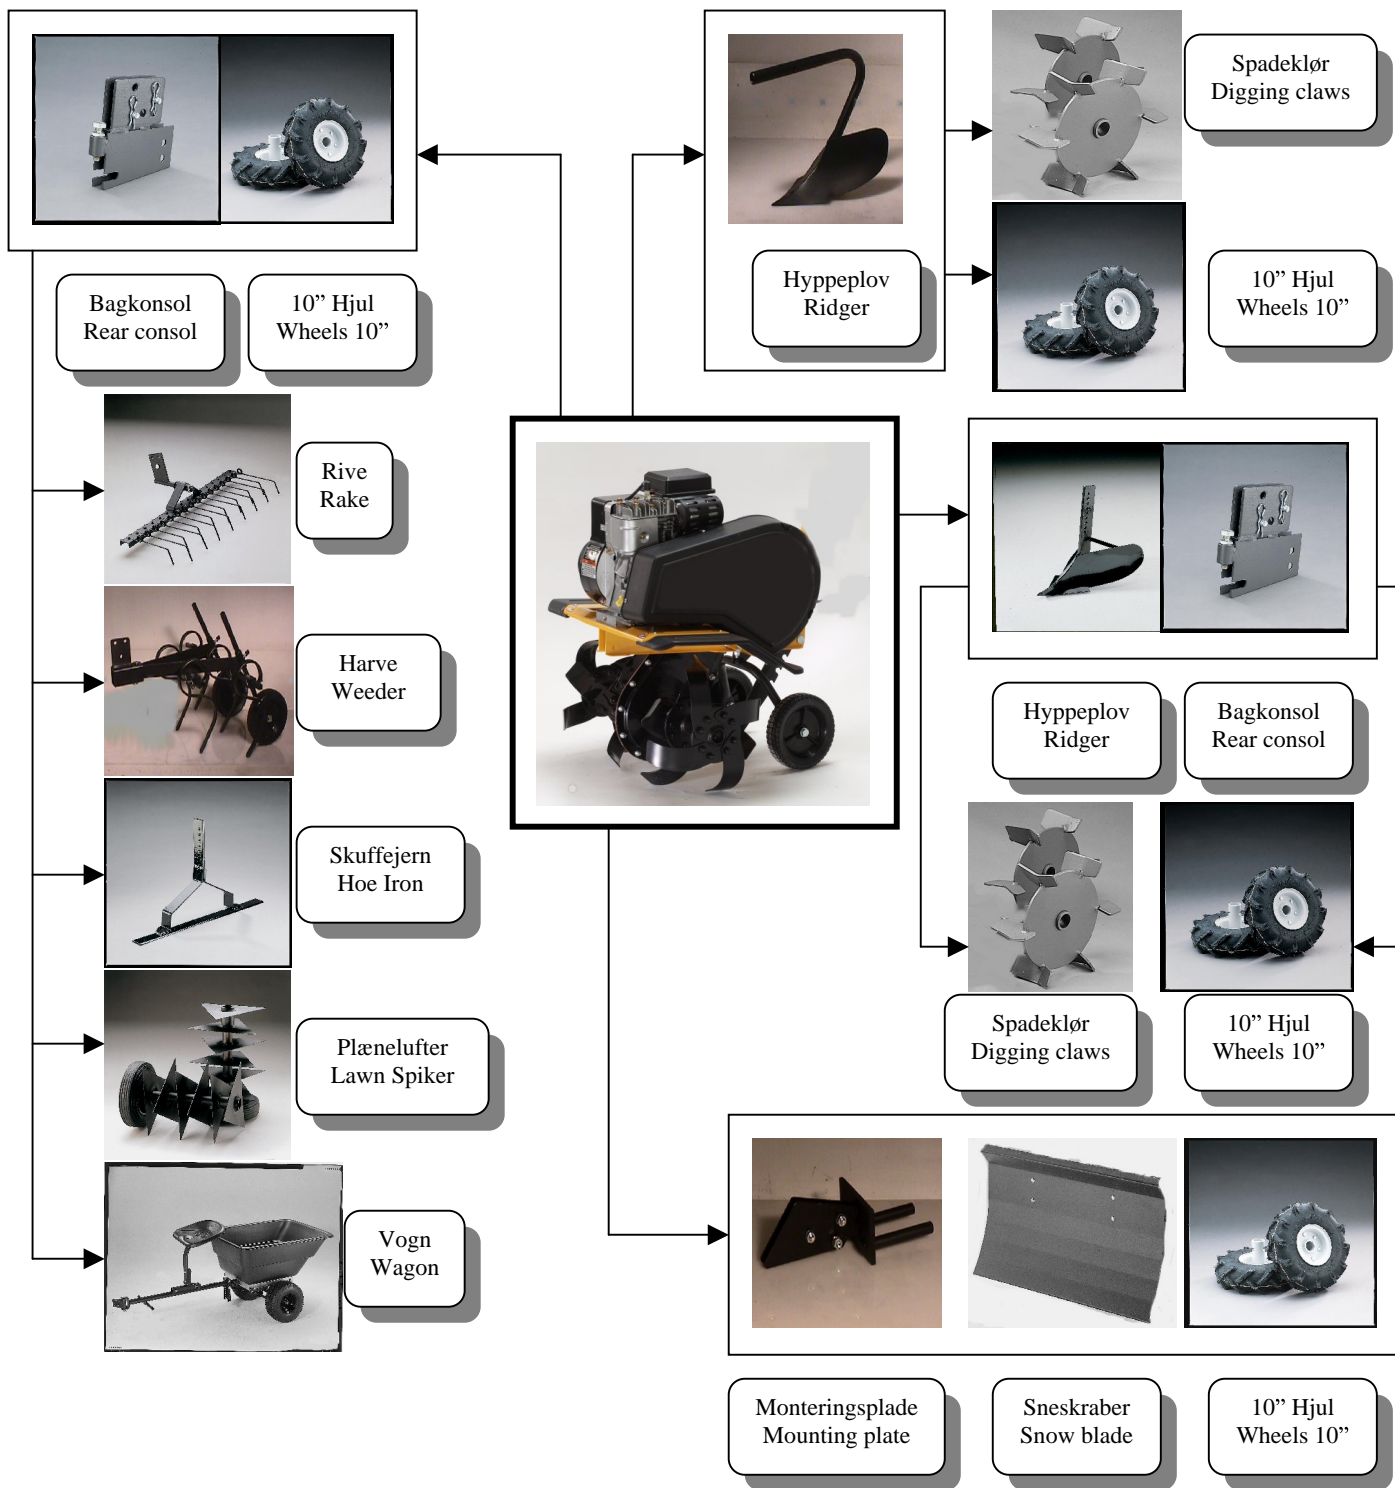 Spadeklør
Digging claws
Hyppeplov
Ridger
10” Hjul
Wheels 10”
Bagkonsol
Rear consol
10” Hjul
Wheels 10”
Rive
Rake
Harve
Weeder
Hyppeplov
Ridger
Bagkonsol
Rear consol
Skuffejern
Hoe Iron
Spadeklør
Digging claws
10” Hjul
Wheels 10”
Plænelufter
Lawn Spiker
Vogn
Wagon
Monteringsplade
Mounting plate
Sneskraber
Snow blade
10” Hjul
Wheels 10”